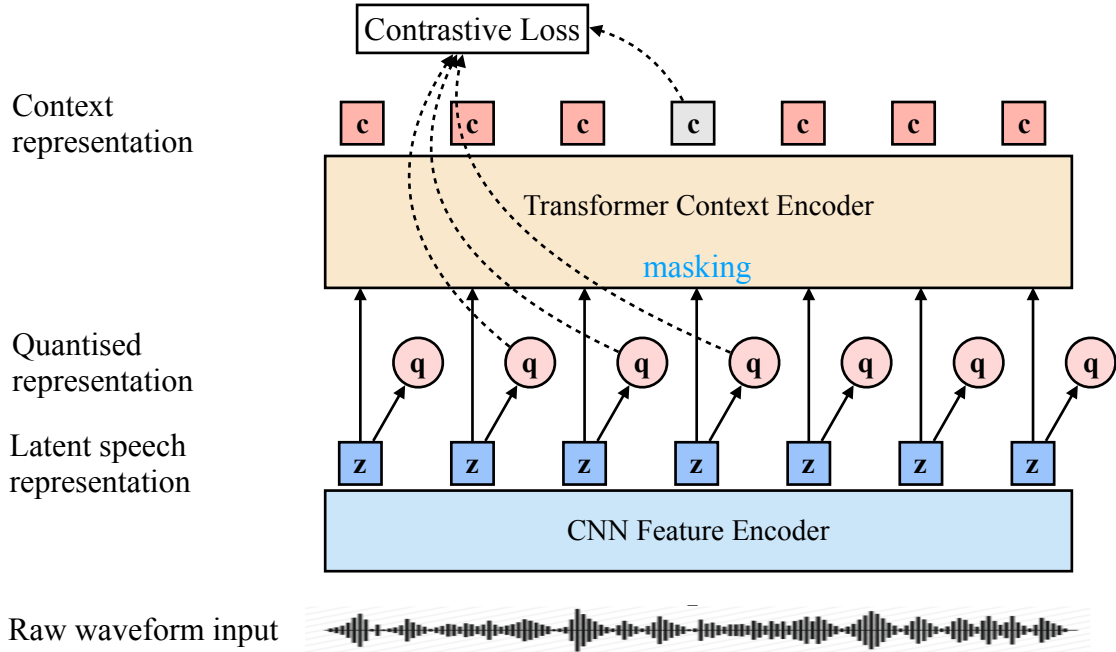 Contrastive Loss
Context
representation
c c c c c c c
Transformer Context Encoder
masking
Quantised
representation
q q q q q q q
Latent speech
representation
z z z z z z z
CNN Feature Encoder
Raw waveform input